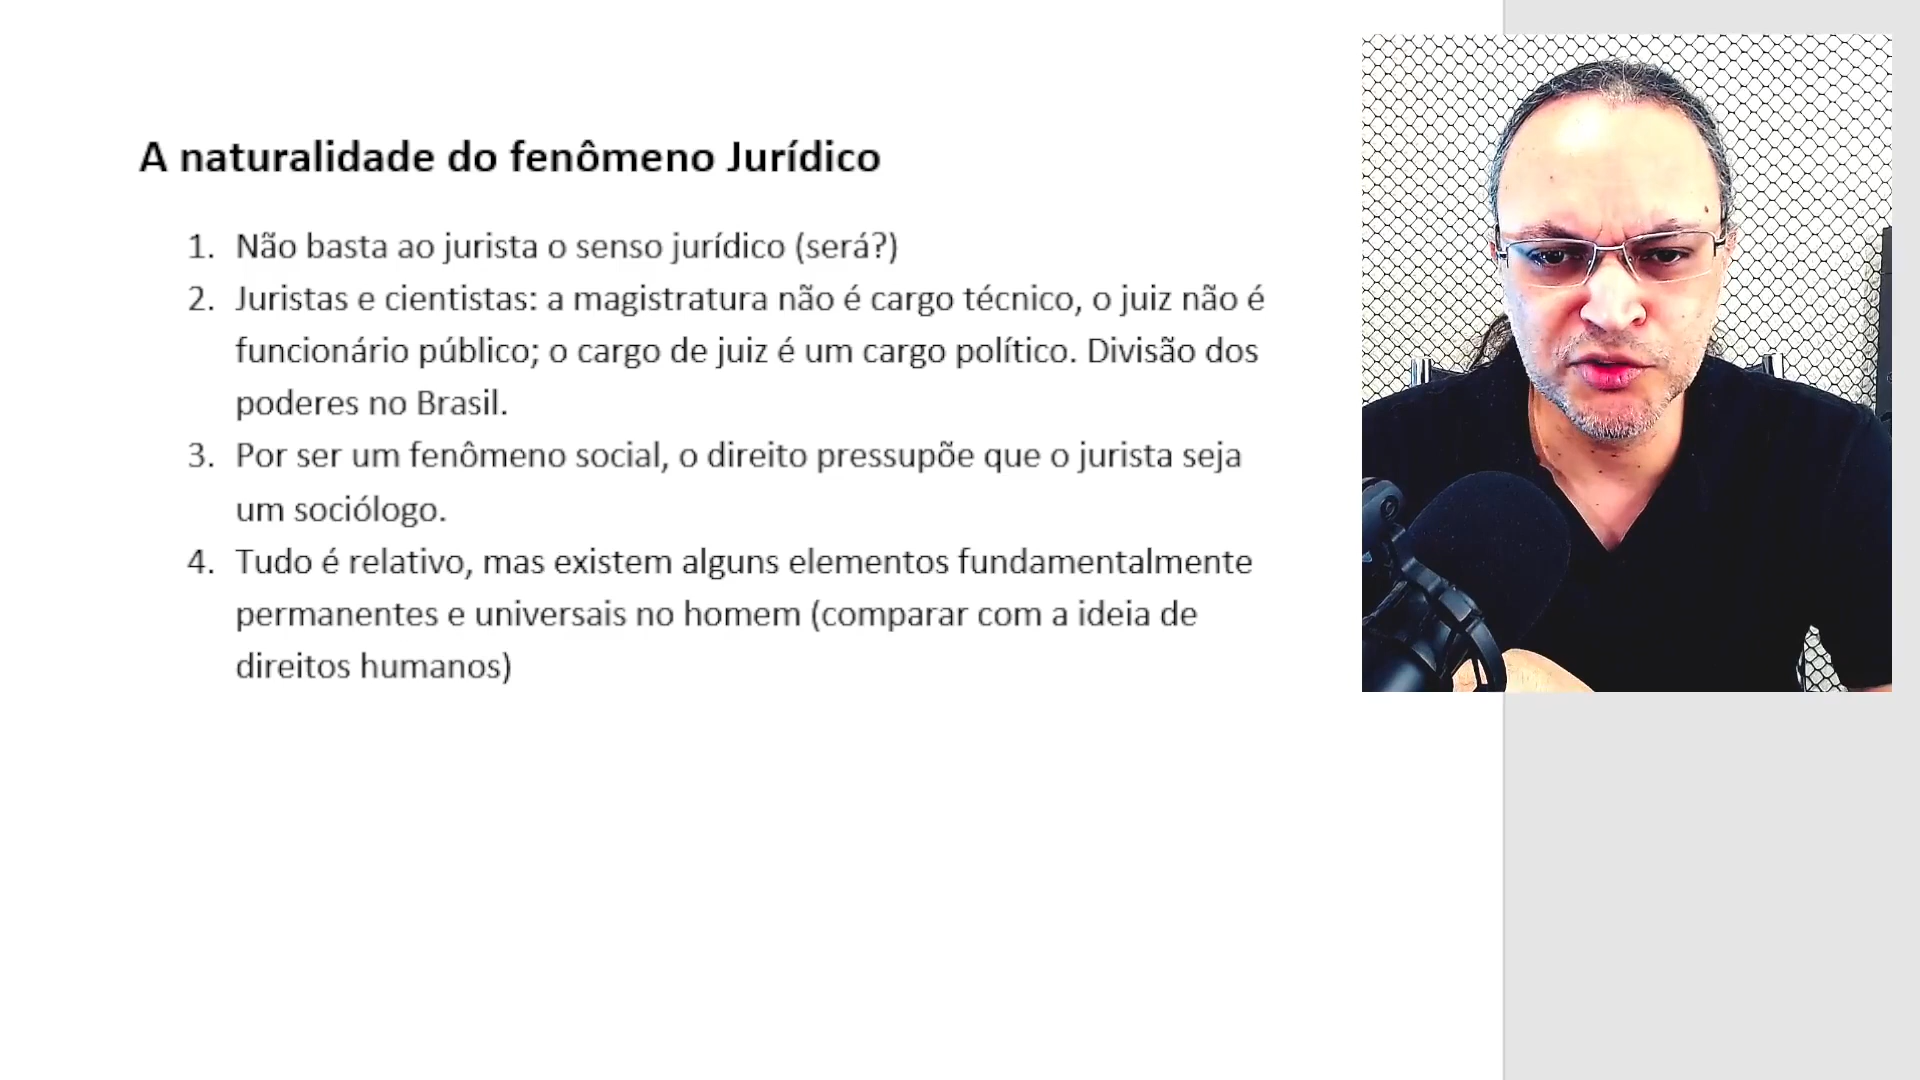 A naturalidade do fenômeno Jurídico
1. Não basta ao jurista o senso jurídico (será?)
2. Juristas e cientistas: a magistratura não é cargo técnico, o juiz não é
funcionário público; o cargo de juiz é um cargo político. Divisão dos
poderes no Brasil.
3. Por ser um fenômeno social, o direito pressupõe que o jurista seja
um sociólogo.
4. Tudo é relativo, mas existem alguns elementos fundamentalmente
permanentes e universais no homem (comparar com a ideia de
direitos humanos)